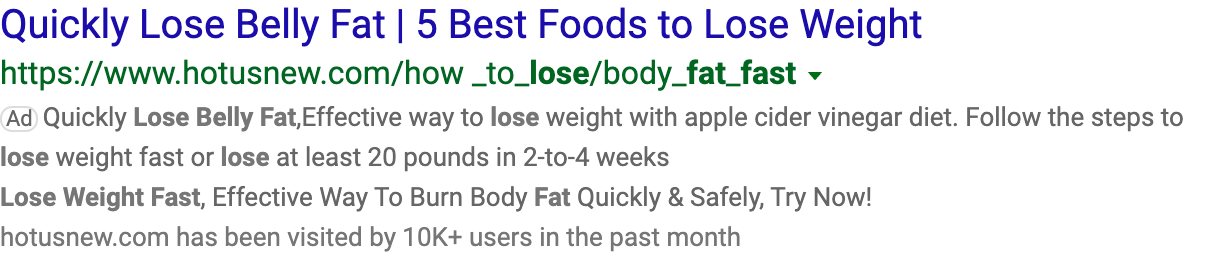 Quickly Lose Belly Fat | 5 Best Foods to Lose Weight
https://www.hotusnew.com/how _to_lose/body_fat_fast
Ad Quickly Lose Belly Fat,Effective way to lose weight with apple cider vinegar diet. Follow the steps to
lose weight fast or lose at least 20 pounds in 2-to-4 weeks
Lose Weight Fast, Effective Way To Burn Body Fat Quickly & Safely, Try Now!
hotusnew.com has been visited by 10K+ users in the past month